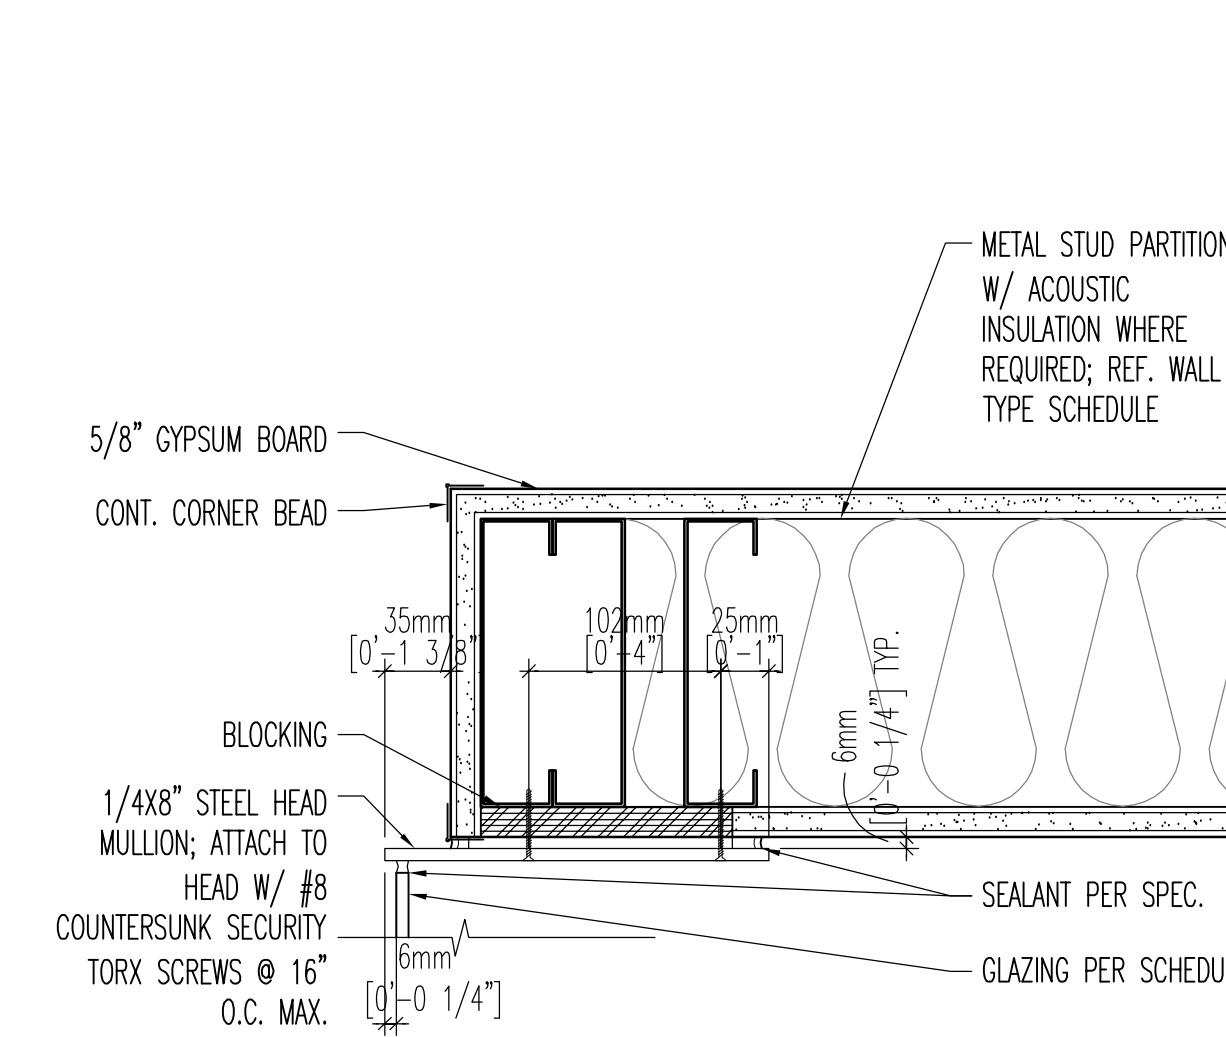 METAL STUD PARTITION
W/ ACOUSTIC
INSULATION WHERE
REQUIRED; REF. WALL
TYPE SCHEDULE
5/8" GYPSUM BOARD
CONT. CORNER BEAD
35mm
[0'-1 3/8"]
102mm
[0'-4"]
25mm
[0'-1"]
6mm
[0'-0 1/4"] TYP.
BLOCKING
1/4X8" STEEL HEAD
MULLION; ATTACH TO
HEAD W/ #8
COUNTERSUNK SECURITY
TORX SCREWS @ 16"
O.C. MAX.
SEALANT PER SPEC.
GLAZING PER SCHEDU
6mm
[0'-0 1/4"]